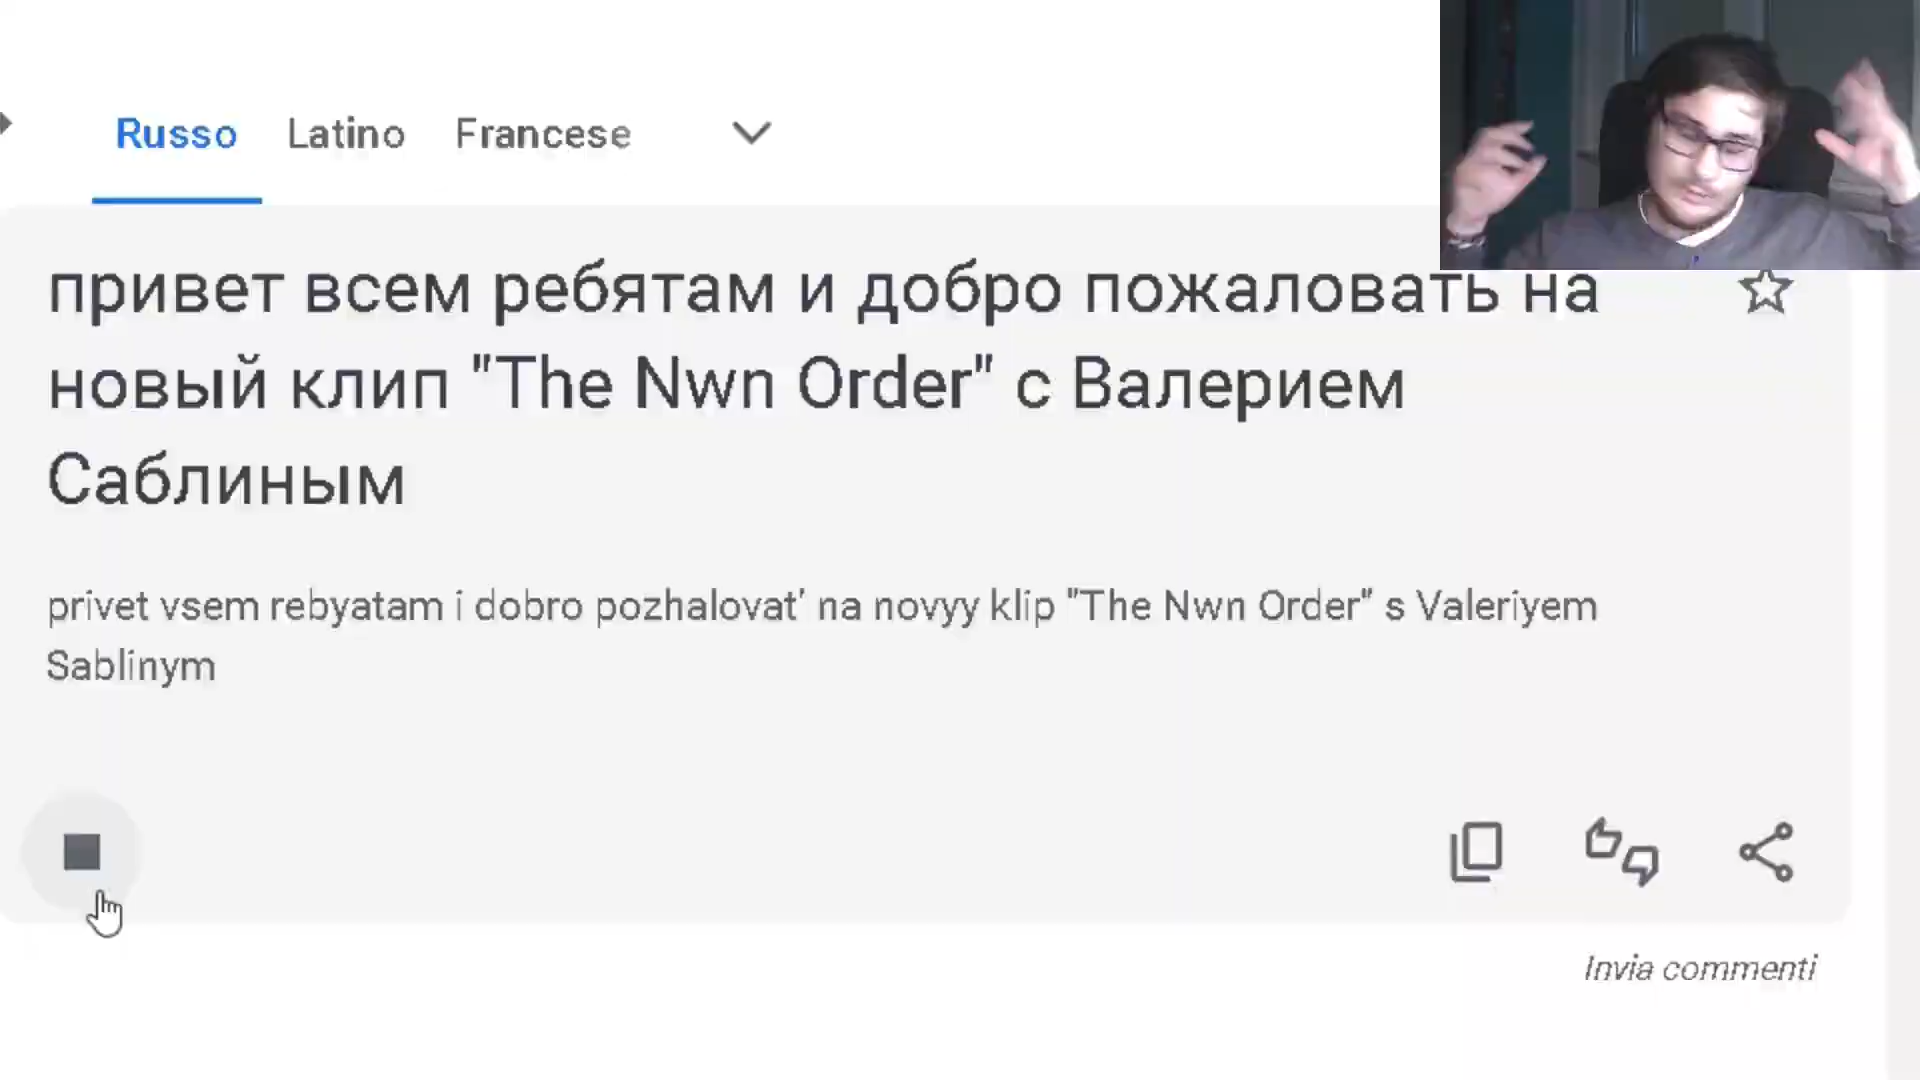 Russo Latino Francese
привет всем ребятам и добро пожаловать на
новый клип "The Nwn Order" с Валерием
Саблиным
privet vsem rebyatam i dobro pozhalovat' na novyy klip "The Nwn Order" s Valeriyem
Sablinym
Invia commenti